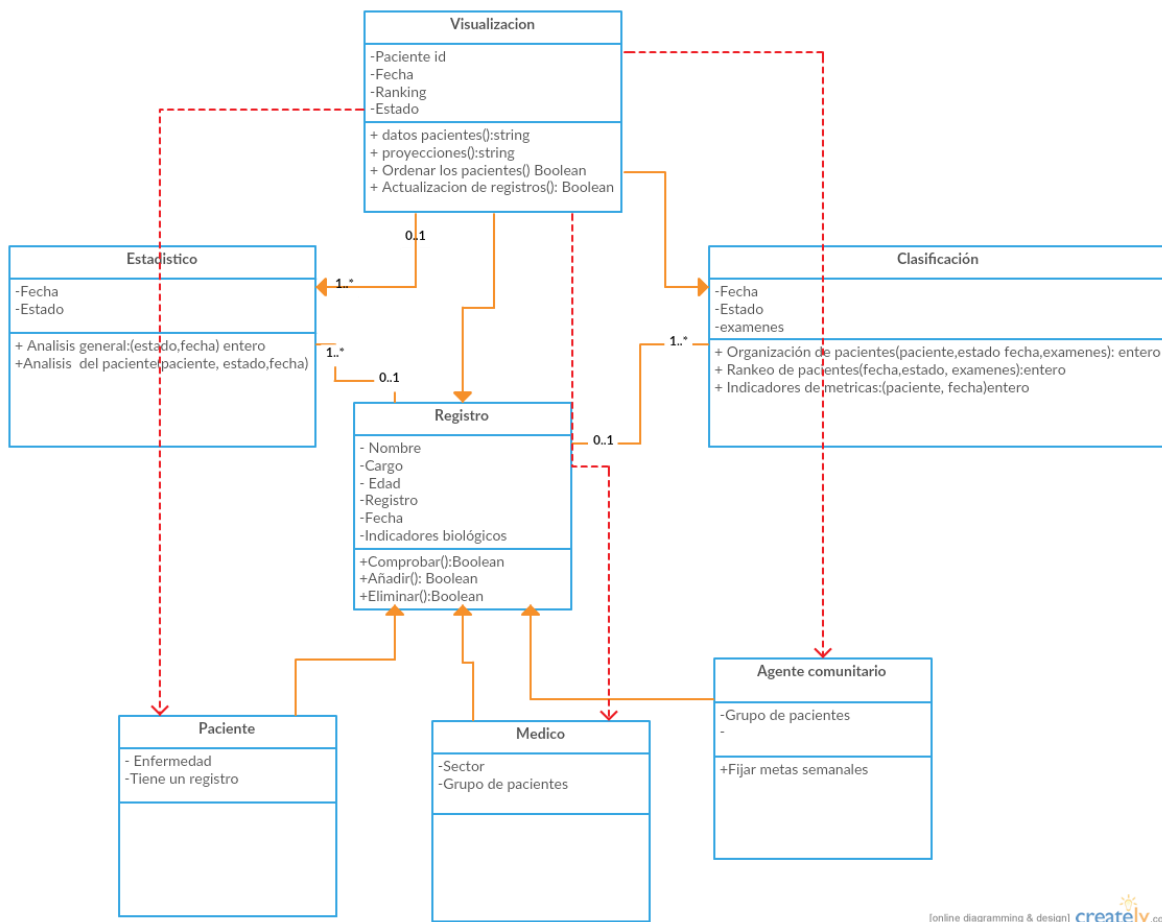 Visualizacion
-Paciente id
-Fecha
-Ranking
-Estado
+ datos pacientes():string
+ proyecciones():string
+ Ordenar los pacientes() Boolean
+ Actualizacion de registros(): Boolean
0..1
1..*
Estadistico
-Fecha
-Estado
+ Analisis general:(estado,fecha) entero
+Analisis del paciente(paciente, estado,fecha)
1..*
0..1
Clasificación
-Fecha
-Estado
-examenes
+ Organización de pacientes(paciente,estado fecha,examenes): entero
+ Rankeo de pacientes(fecha,estado, examenes):entero
+ Indicadores de metricas:(paciente, fecha)entero
1..*
0..1
Registro
- Nombre
-Cargo
- Edad
-Registro
-Fecha
-Indicadores biológicos
+Comprobar():Boolean
+Añadir(): Boolean
+Eliminar():Boolean
Paciente
- Enfermedad
-Tiene un registro
Medico
-Sector
-Grupo de pacientes
Agente comunitario
-Grupo de pacientes
-
+Fijar metas semanales
[online diagramming & design] creately.co